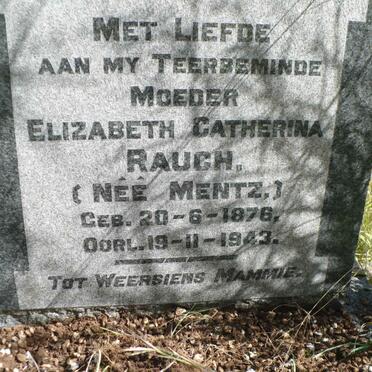 MET LIEFDE
AAN MY TEERBEMINDE
MOEDER
ELIZABETH CATHERINA
RAUCH,
(NÊÊ MENTZ,)
GEB. 20-6-1876,
OORL. 19-11-1943.
TOT WEERSIENS MAMMIE.